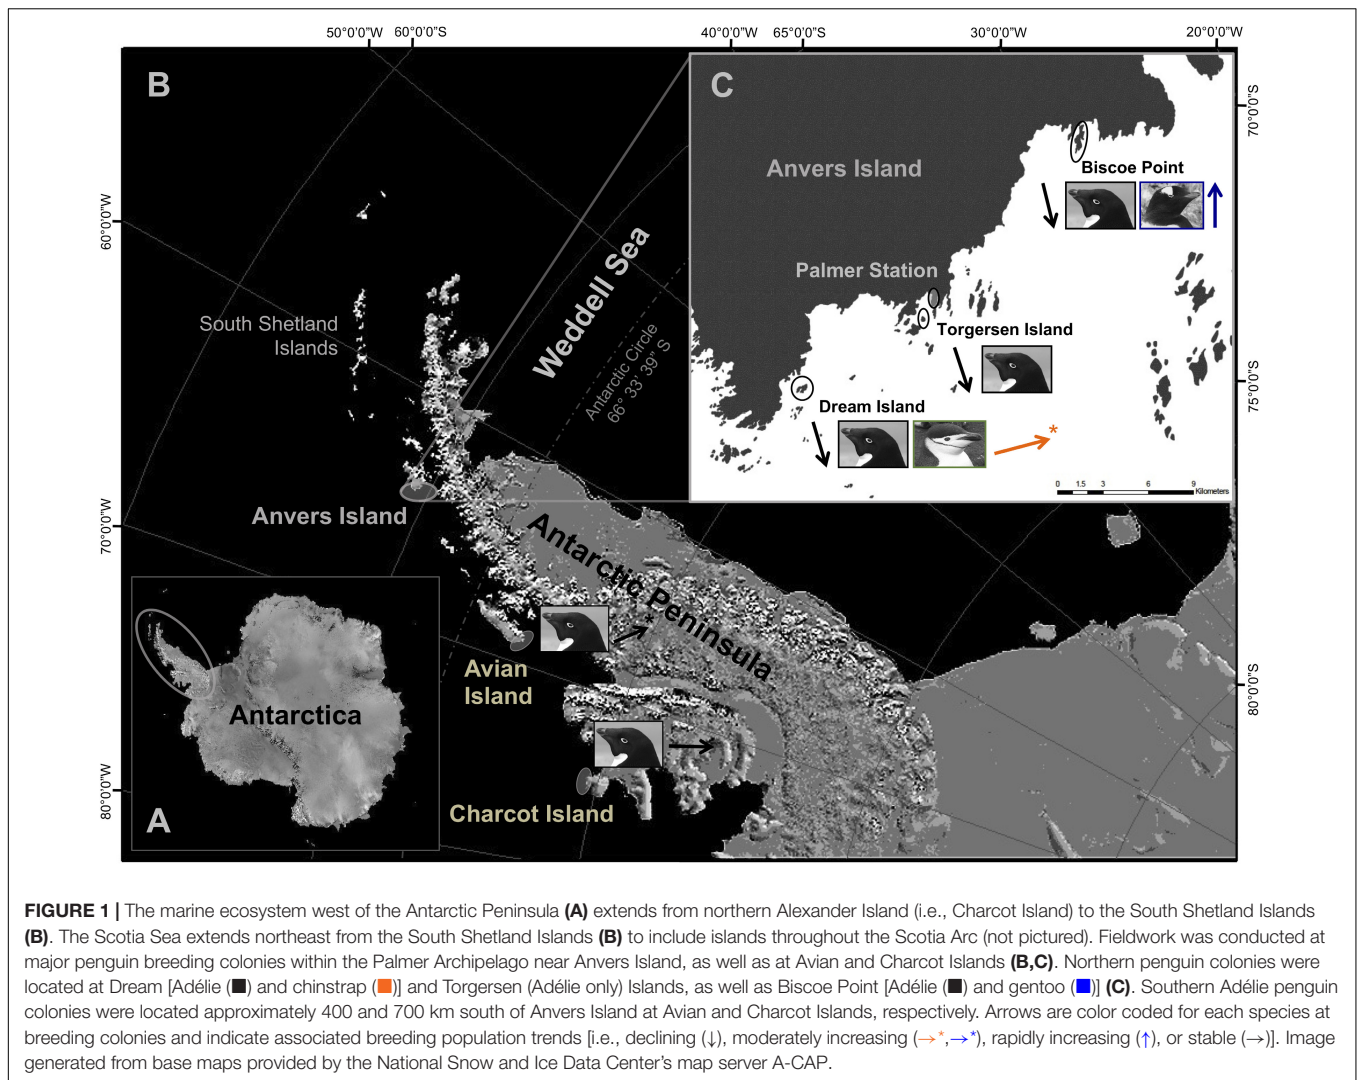 50°0'0"W 60°0'0"S 40°0'0"W 65°0'0"S 30°0'0"W 20°0'0"W
B
C
70°0'0"S
Anvers Island
Biscoe Point
60°0'0"W
Weddell Sea
Palmer Station
South Shetland
Islands
Antarctic Circle
66° 33' 39" S
Torgersen Island
75°0'0"S
Dream Island
*
0 1.5 3 6 9
Kilometers
Anvers Island
70°0'0"W
Antarctic Peninsula
*
Avian
Island
80°0'0"S
Antarctica
80°0'0"W
Charcot Island
A
FIGURE 1 | The marine ecosystem west of the Antarctic Peninsula (A) extends from northern Alexander Island (i.e., Charcot Island) to the South Shetland Islands
(B). The Scotia Sea extends northeast from the South Shetland Islands (B) to include islands throughout the Scotia Arc (not pictured). Fieldwork was conducted at
major penguin breeding colonies within the Palmer Archipelago near Anvers Island, as well as at Avian and Charcot Islands (B,C). Northern penguin colonies were
located at Dream [Adélie (■) and chinstrap (■)] and Torgersen (Adélie only) Islands, as well as Biscoe Point [Adélie (■) and gentoo (■)] (C). Southern Adélie penguin
colonies were located approximately 400 and 700 km south of Anvers Island at Avian and Charcot Islands, respectively. Arrows are color coded for each species at
breeding colonies and indicate associated breeding population trends [i.e., declining (↓), moderately increasing (→*,→*), rapidly increasing (↑), or stable (→)]. Image
generated from base maps provided by the National Snow and Ice Data Center's map server A-CAP.